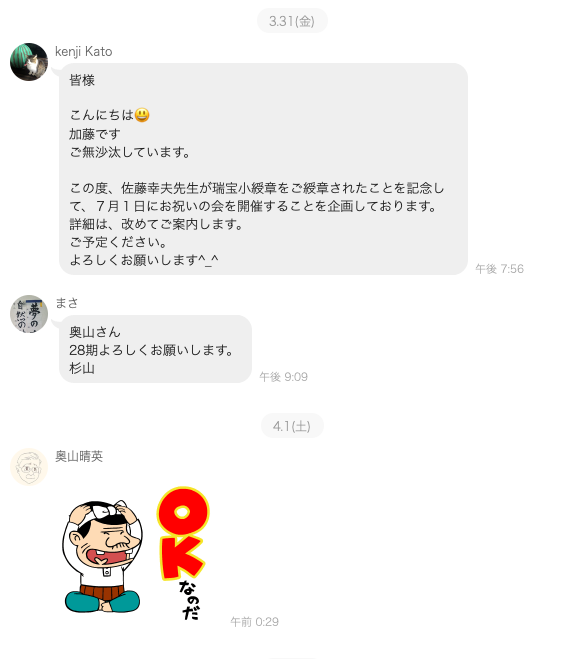 3.31(金)
kenji Kato
皆様
こんにちは😃
加藤です
ご無沙汰しています。
この度、佐藤幸夫先生が瑞宝小綬章をご綬章されたことを記念し
て、７月１日にお祝いの会を開催することを企画しております。
詳細は、改めてご案内します。
ご予定ください。
よろしくお願いします^_^
午後 7:56
夢の
まさ
奥山さん
28期よろしくお願いします。
杉山
午後 9:09
4.1(土)
奥山晴英
OK
なのだ
午前 0:29